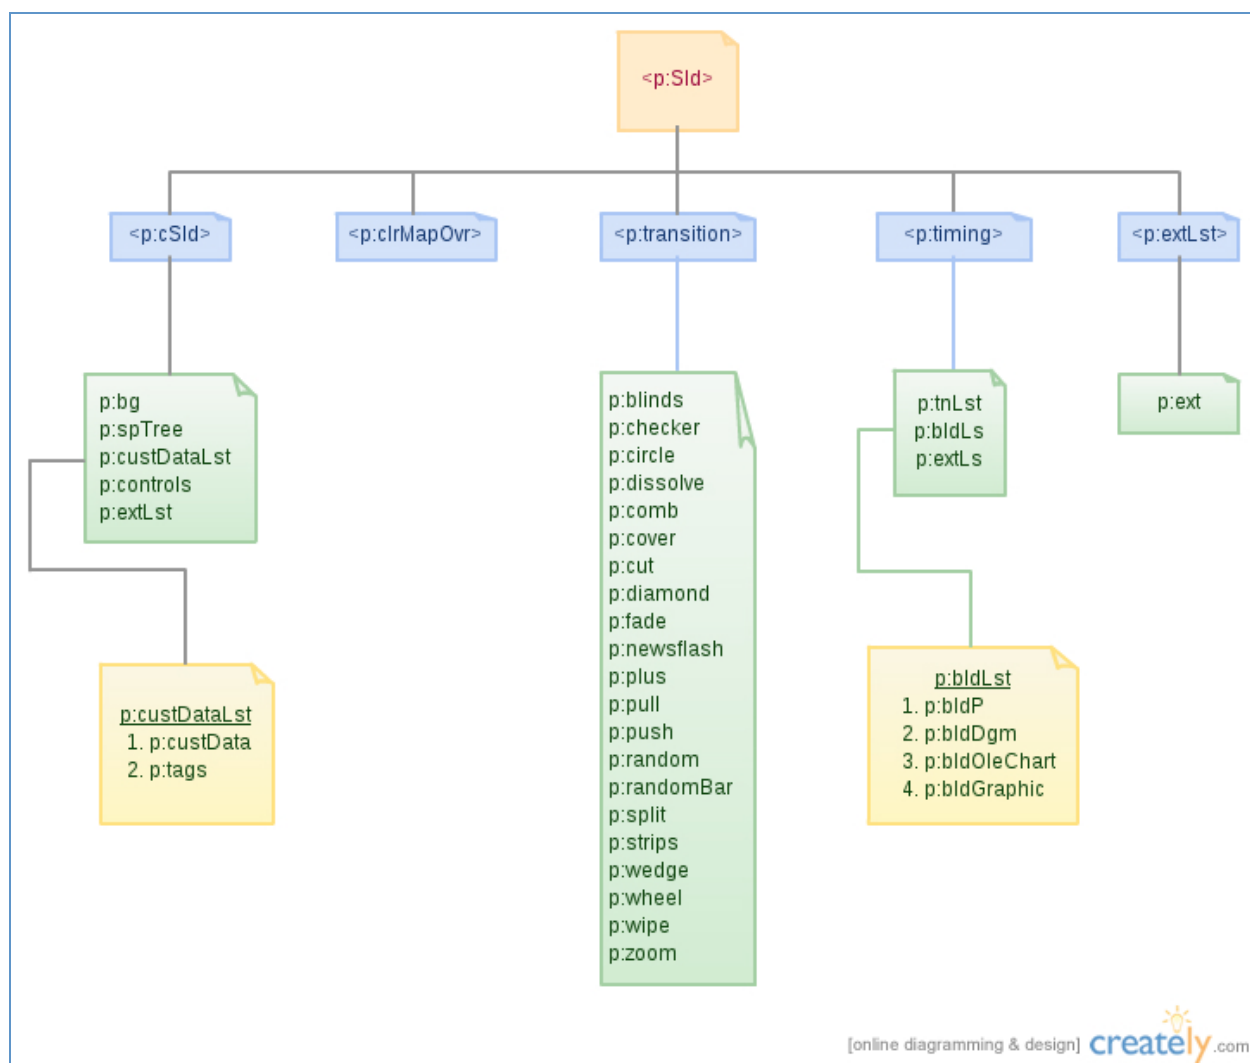 <p:Sld>
<p:cSld>
<p:clrMapOvr>
<p:transition>
<p:timing>
<p:extLst>
p:bg
p:spTree
p:custDataLst
p:controls
p:extLst
p:blinds
p:checker
p:circle
p:dissolve
p:comb
p:cover
p:cut
p:diamond
p:fade
p:newsflash
p:plus
p:pull
p:push
p:random
p:randomBar
p:split
p:strips
p:wedge
p:wheel
p:wipe
p:zoom
p:tnLst
p:bldLs
p:extLs
p:ext
p:custDataLst
1. p:custData
2. p:tags
p:bldLst
1. p:bldP
2. p:bldDgm
3. p:bldOleChart
4. p:bldGraphic
[online diagramming & design] creately.com